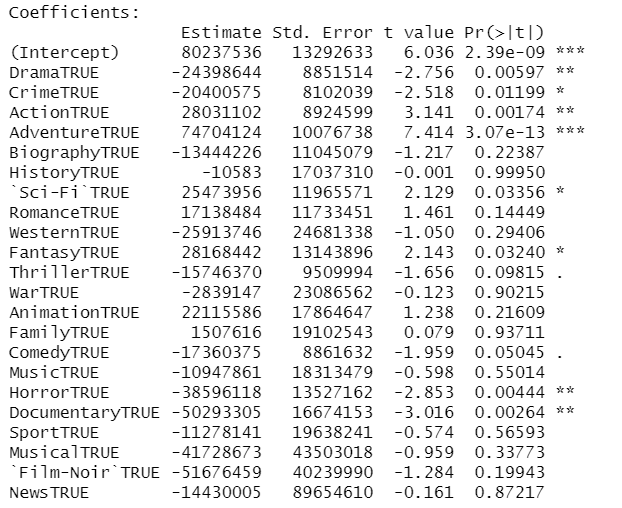 Coefficients:
Estimate Std. Error t value Pr(>|t|)
(Intercept) 80237536 13292633 6.036 2.39e-09 ***
DramaTRUE -24398644 8851514 -2.756 0.00597 **
CrimeTRUE -20400575 8102039 -2.518 0.01199 *
ActionTRUE 28031102 8924599 3.141 0.00174 **
AdventureTRUE 74704124 10076738 7.414 3.07e-13 ***
BiographyTRUE -13444226 11045079 -1.217 0.22387
HistoryTRUE -10583 17037310 -0.001 0.99950
`Sci-Fi`TRUE 25473956 11965571 2.129 0.03356 *
RomanceTRUE 17138484 11733451 1.461 0.14449
WesternTRUE -25913746 24681338 -1.050 0.29406
FantasyTRUE 28168442 13143896 2.143 0.03240 *
ThrillerTRUE -15746370 9509994 -1.656 0.09815 .
WarTRUE -2839147 23086562 -0.123 0.90215
AnimationTRUE 22115586 17864647 1.238 0.21609
FamilyTRUE 1507616 19102543 0.079 0.93711
ComedyTRUE -17360375 8861632 -1.959 0.05045 .
MusicTRUE -10947861 18313479 -0.598 0.55014
HorrorTRUE -38596118 13527162 -2.853 0.00444 **
DocumentaryTRUE -50293305 16674153 -3.016 0.00264 **
SportTRUE -11278141 19638241 -0.574 0.56593
MusicalTRUE -41728673 43503018 -0.959 0.33773
`Film-Noir`TRUE -51676459 40239990 -1.284 0.19943
NewsTRUE -14430005 89654610 -0.161 0.87217